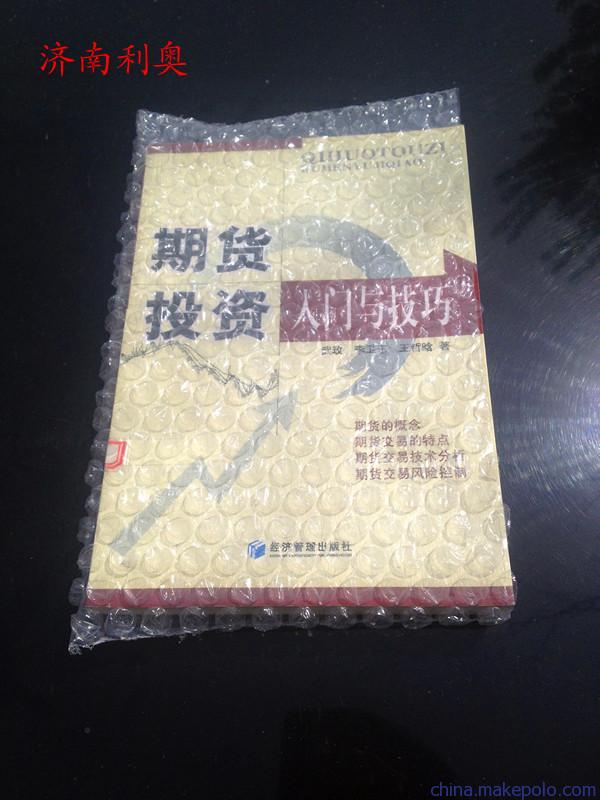 济南利奥
QIHUOTOUZI
RUMENYUJIQIAO
期货
投资
入门与技巧
著
期货的概念
期货交易的特点
期货交易技术分析
期货交易风险控制
经济管理出版社
china.makepolo.com